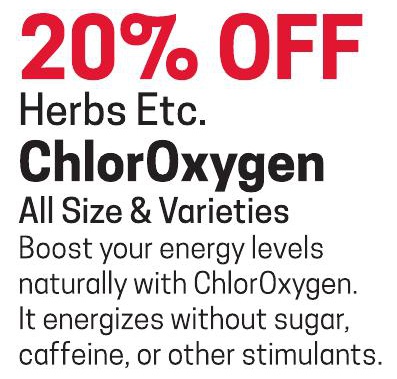 20% OFF
Herbs Etc.
ChlorOxygen
All Size & Varieties
Boost your energy levels
naturally with ChlorOxygen.
It energizes without sugar,
caffeine, or other stimulants.